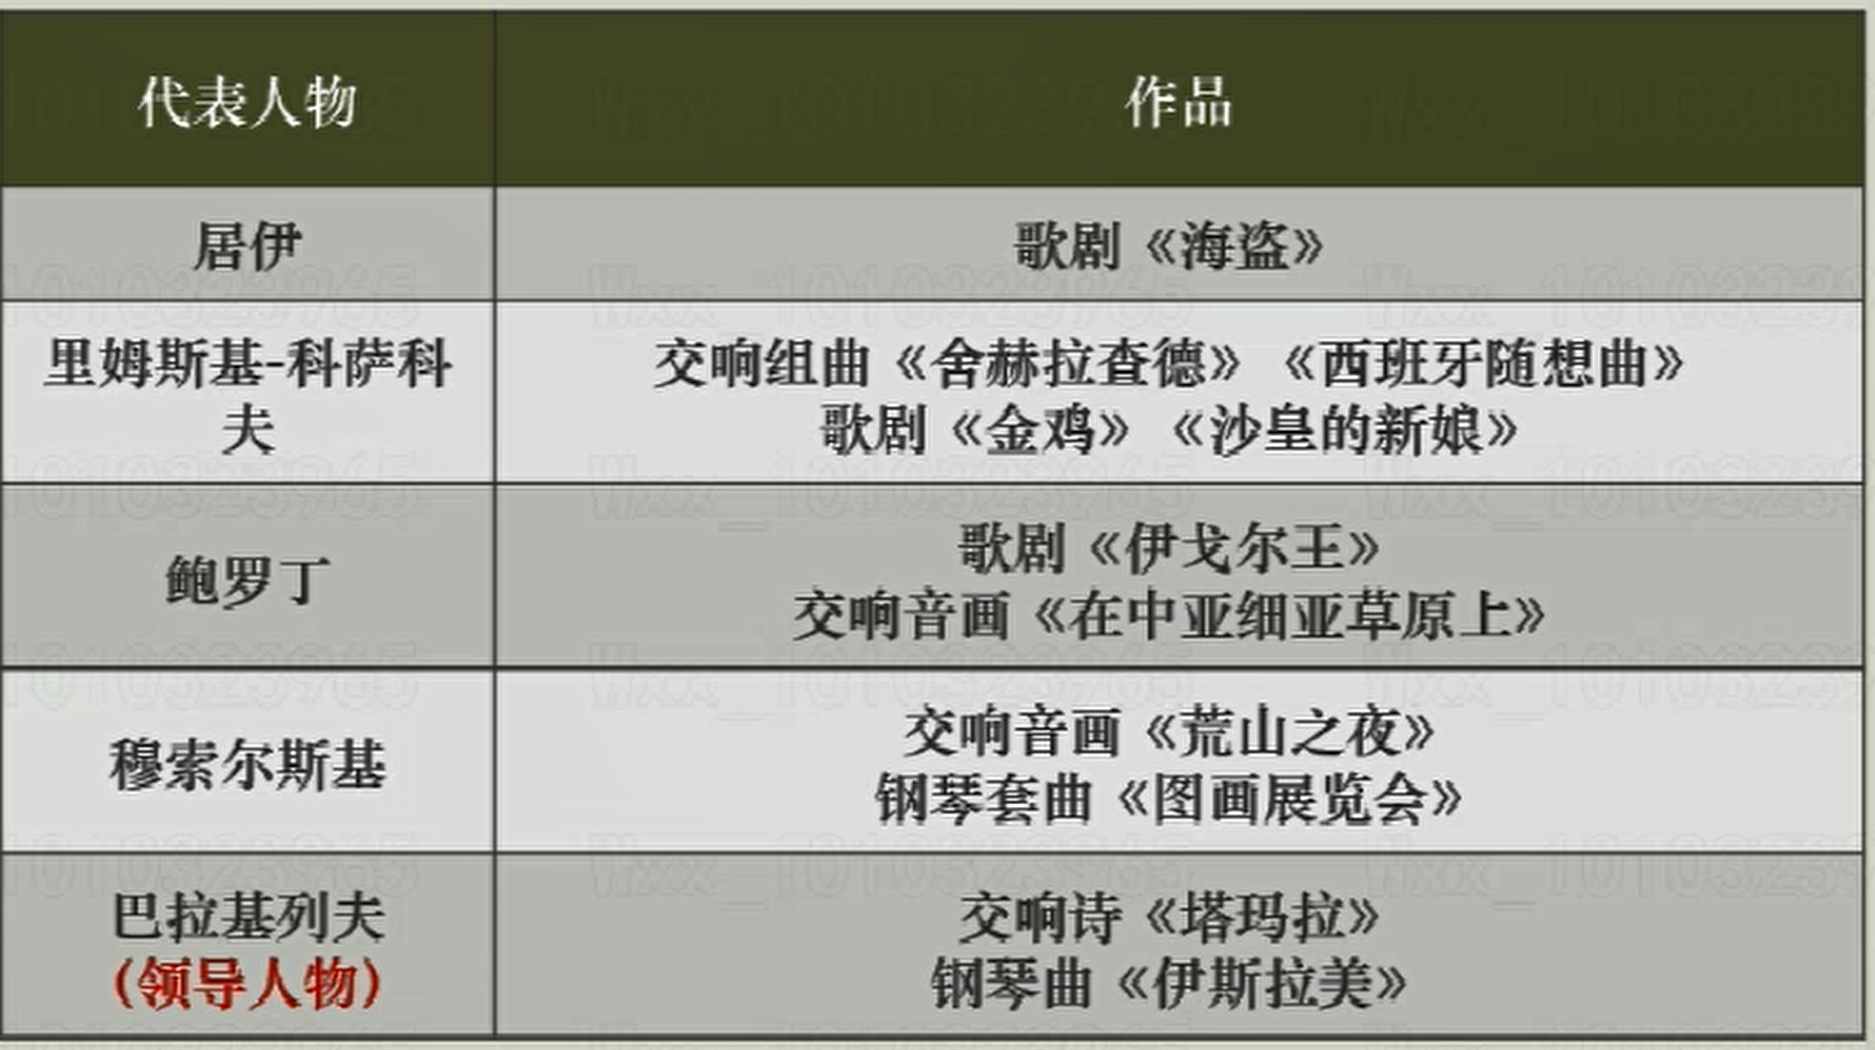 代表人物
作品
居伊
歌剧《海盗》
里姆斯基-科萨科
夫
交响组曲《舍赫拉查德》《西班牙随想曲》
歌剧《金鸡》《沙皇的新娘》
鲍罗丁
歌剧《伊戈尔王》
交响音画《在中亚细亚草原上》
穆索尔斯基
交响音画《荒山之夜》
钢琴套曲《图画展览会》
巴拉基列夫
（领导人物）
交响诗《塔玛拉》
钢琴曲《伊斯拉美》